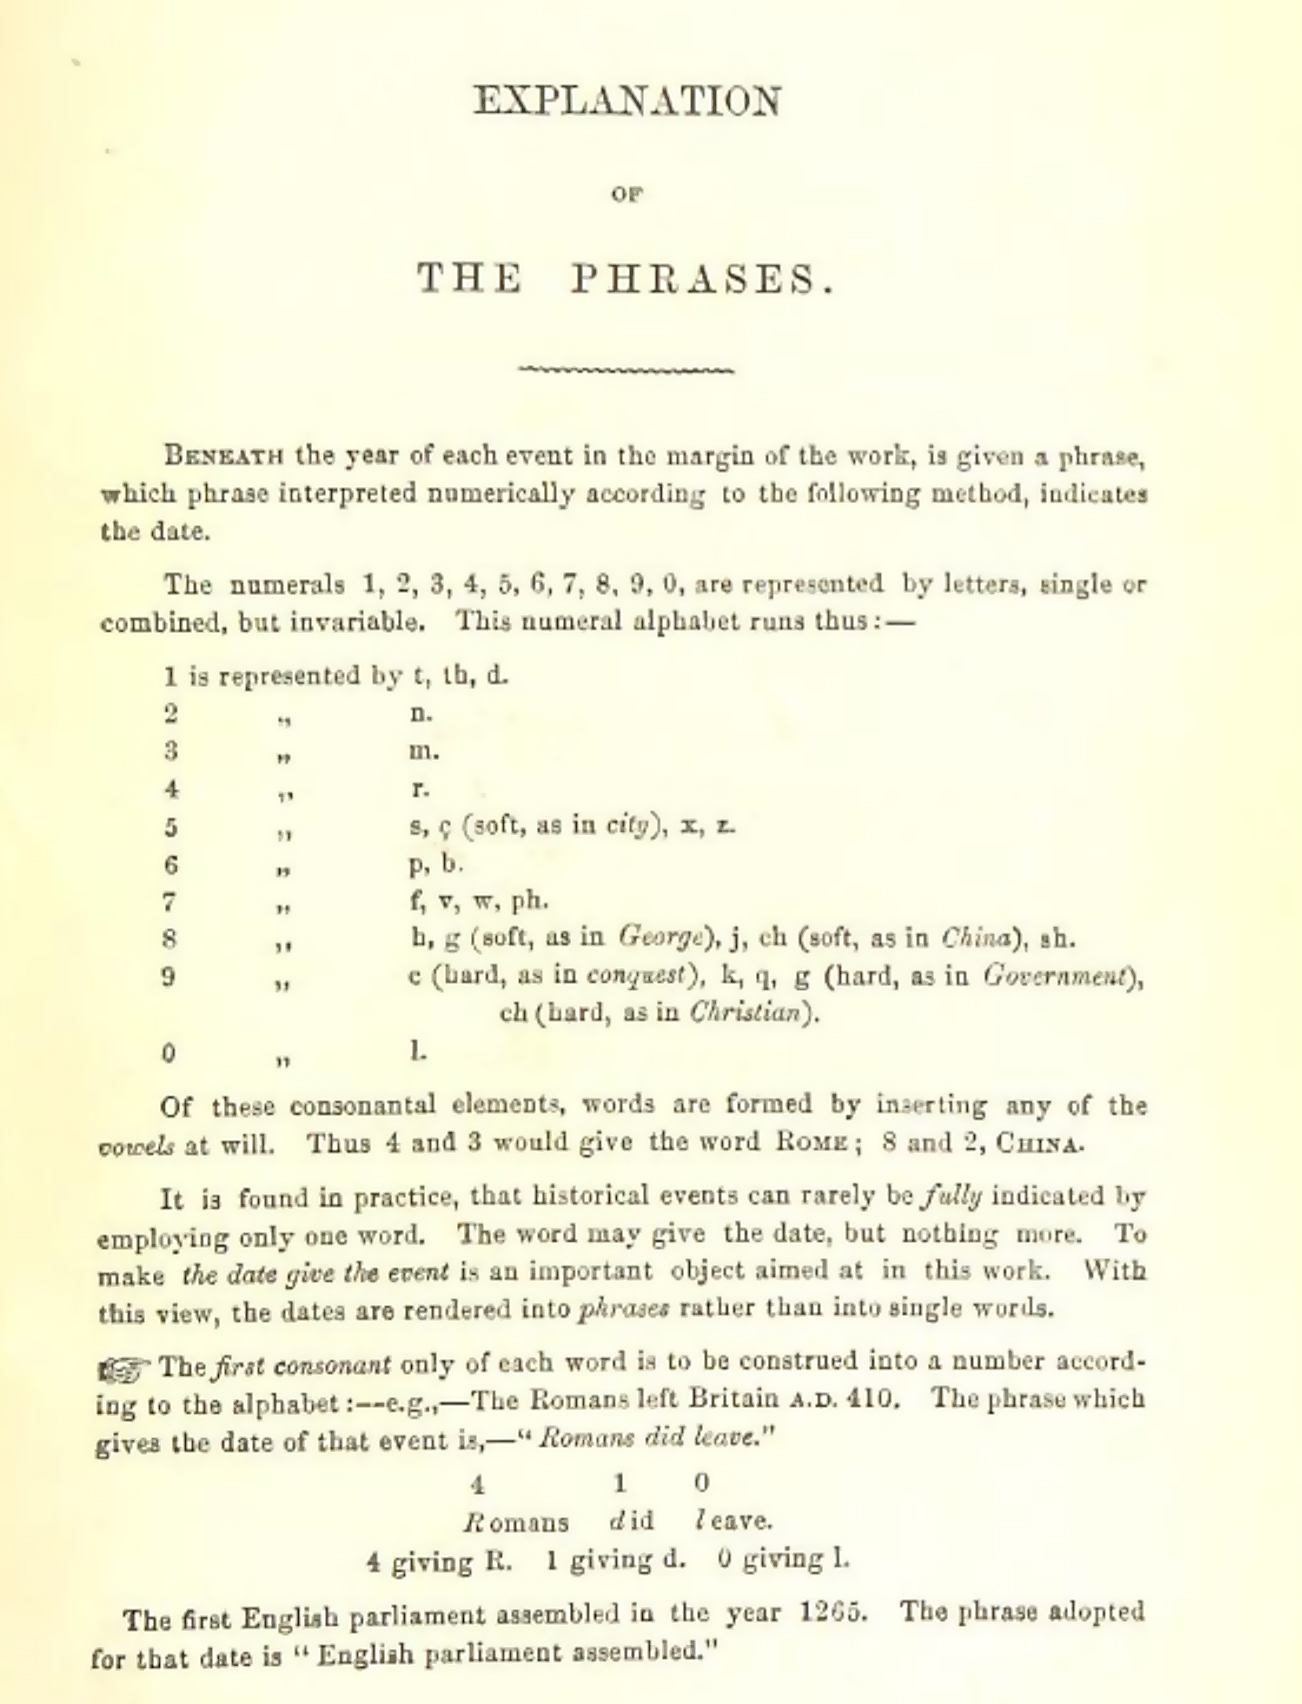 EXPLANATION
OF
THE PHRASES.
BENEATH the year of each event in the margin of the work, is given a phrase,
which phrase interpreted numerically according to the following method, indicates
the date.
The numerals 1, 2, 3, 4, 5, 6, 7, 8, 9, 0, are represented by letters, single or
combined, but invariable. This numeral alphabet runs thus:—
1 is represented by t, th, d.
2 „ n.
3 „ m.
4 „ r.
5 „ s, ç (soft, as in city), x, z.
6 „ p, b.
7 „ f, v, w, ph.
8 „ h, g (soft, as in George), j, ch (soft, as in China), sh.
9 „ c (hard, as in conquest), k, q, g (hard, as in Government),
ch (hard, as in Christian).
0 „ l.
Of these consonantal elements, words are formed by inserting any of the
vowels at will. Thus 4 and 3 would give the word ROME; 8 and 2, CHINA.
It is found in practice, that historical events can rarely be fully indicated by
employing only one word. The word may give the date, but nothing more. To
make the date give the event is an important object aimed at in this work. With
this view, the dates are rendered into phrases rather than into single words.
☞ The first consonant only of each word is to be construed into a number accord-
ing to the alphabet:--e.g.,—The Romans left Britain A.D. 410. The phrase which
gives the date of that event is,—“Romans did leave."
4 1 0
Romans did leave.
4 giving R. 1 giving d. 0 giving l.
The first English parliament assembled in the year 1265. The phrase adopted
for that date is “English parliament assembled."